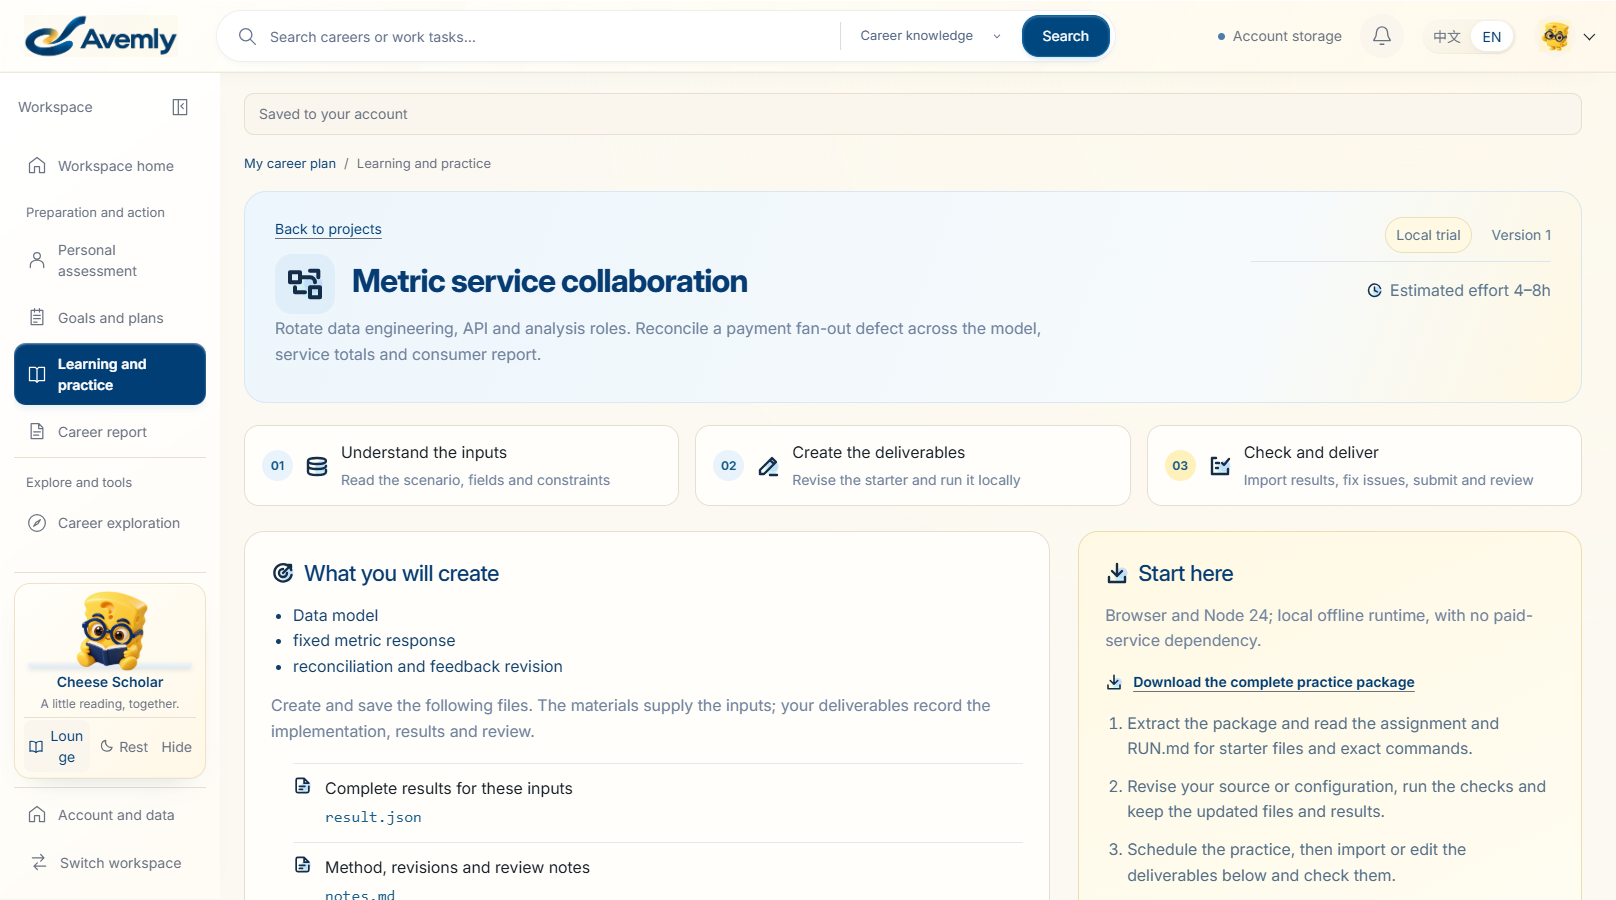 Avemly
Search careers or work tasks...
Career knowledge
Search
Account storage
中文
EN
Workspace
Workspace home
Preparation and action
Personal
assessment
Goals and plans
Learning and
practice
Career report
Explore and tools
Career exploration
Cheese Scholar
A little reading, together.
Loun
ge
Rest
Hide
Account and data
Switch workspace
Saved to your account
My career plan / Learning and practice
Back to projects
Local trial
Version 1
Metric service collaboration
Estimated effort 4–8h
Rotate data engineering, API and analysis roles. Reconcile a payment fan-out defect across the model,
service totals and consumer report.
01
Understand the inputs
Read the scenario, fields and constraints
02
Create the deliverables
Revise the starter and run it locally
03
Check and deliver
Import results, fix issues, submit and review
What you will create
• Data model
• fixed metric response
• reconciliation and feedback revision
Create and save the following files. The materials supply the inputs; your deliverables record the
implementation, results and review.
Complete results for these inputs
result.json
Method, revisions and review notes
notes.md
Start here
Browser and Node 24; local offline runtime, with no paid-
service dependency.
Download the complete practice package
1. Extract the package and read the assignment and
RUN.md for starter files and exact commands.
2. Revise your source or configuration, run the checks and
keep the updated files and results.
3. Schedule the practice, then import or edit the
deliverables below and check them.